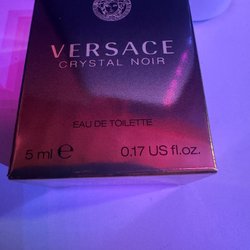 VERSACE
CRYSTAL NOIR
EAU DE TOILETTE
5 ml ℮ 0.17 US fl.oz.